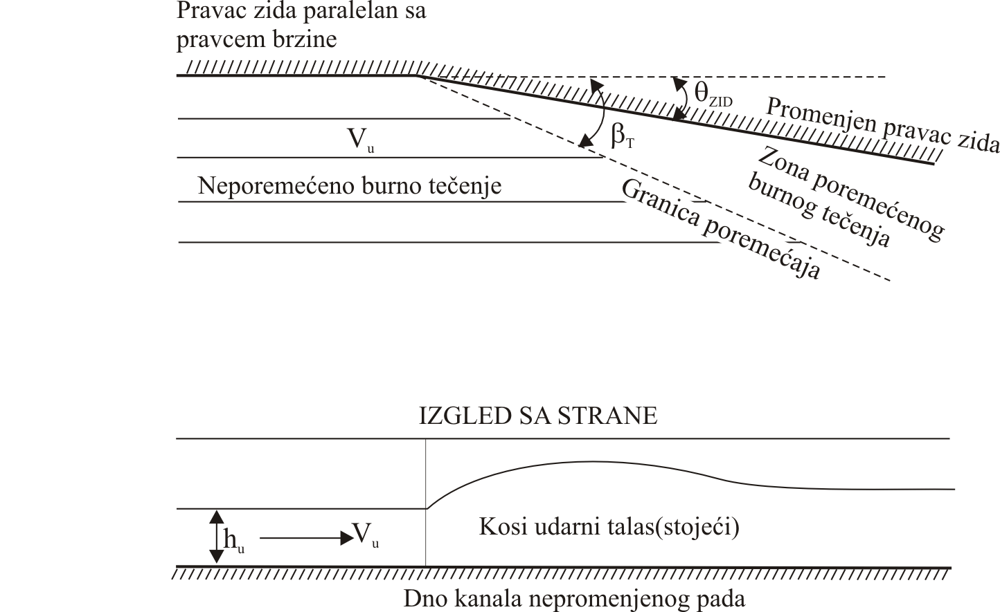 Pravac zida paralelan sa
pravcem brzine
θZID
Promenjen pravac zida
Vu
βT
Neporemećeno burno tečenje
Zona poremećenog
burnog tečenja
Granica poremećaja
IZGLED SA STRANE
hu
Vu
Kosi udarni talas(stojeći)
Dno kanala nepromenjenog pada